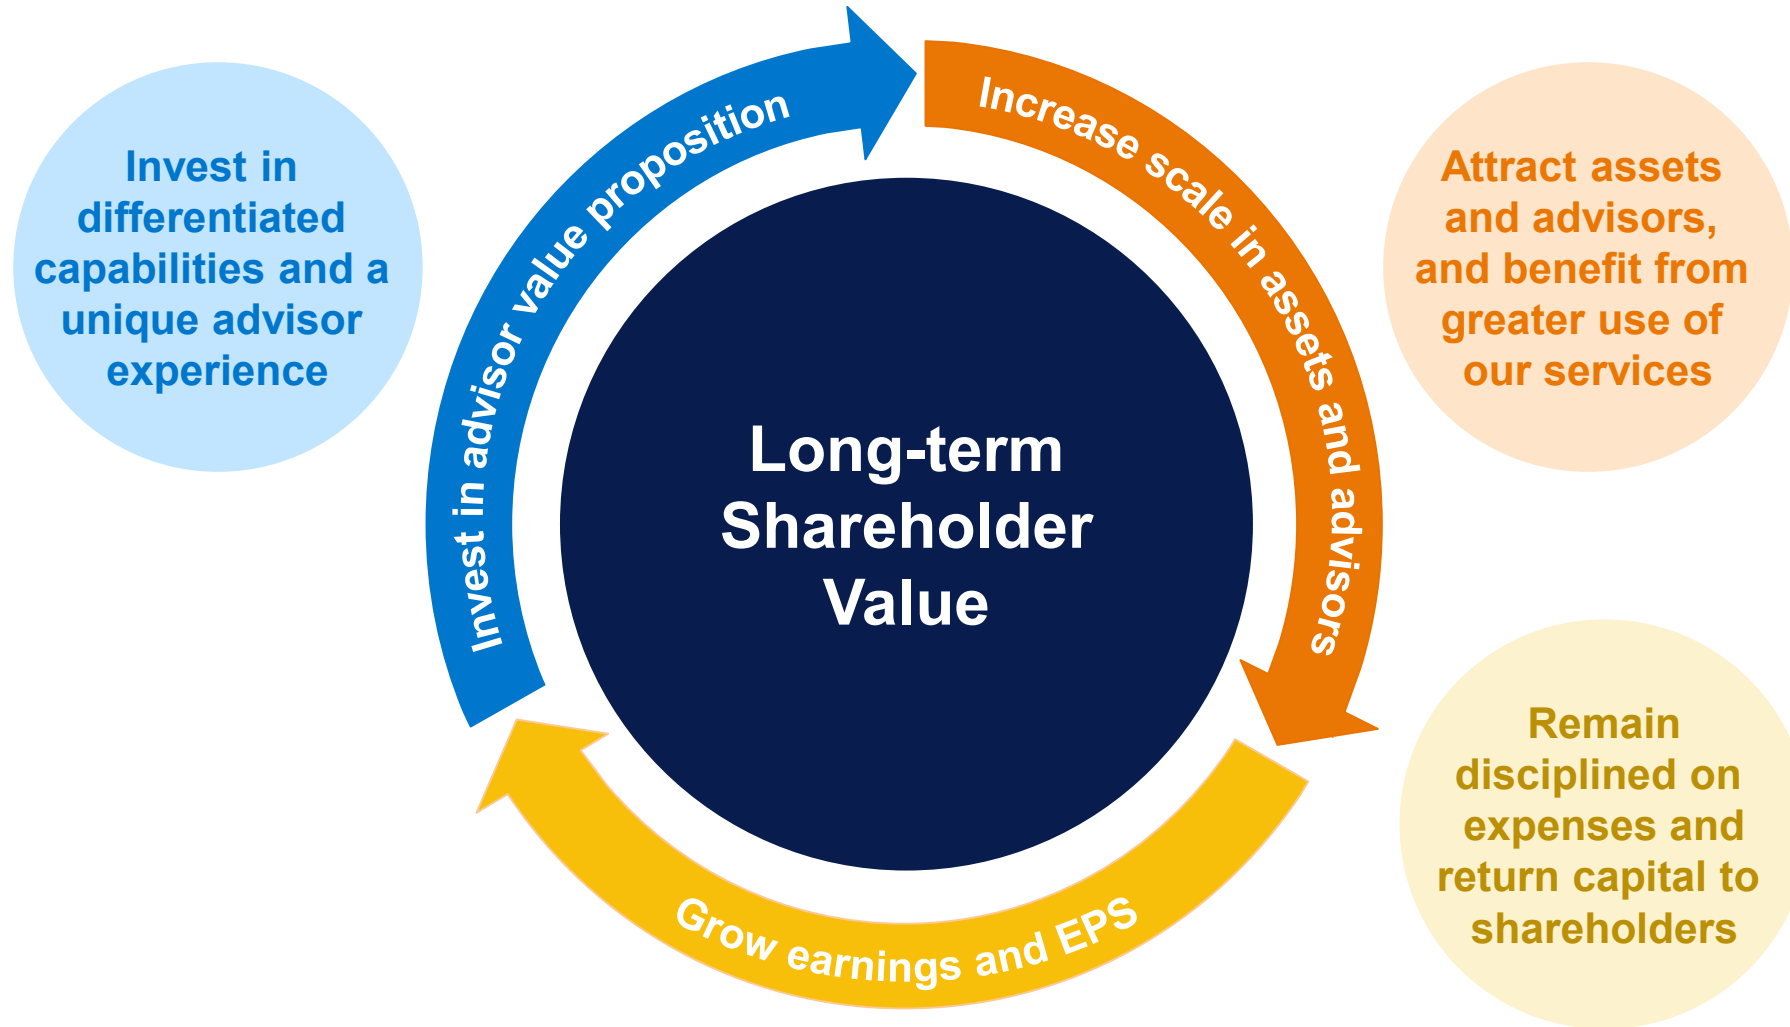 Invest in
differentiated
capabilities and a
unique advisor
experience
Invest in advisor value proposition
Increase scale in assets and advisors
Attract assets
and advisors,
and benefit from
greater use of
our services
Long-term
Shareholder
Value
Remain
disciplined on
expenses and
return capital to
shareholders
Grow earnings and EPS